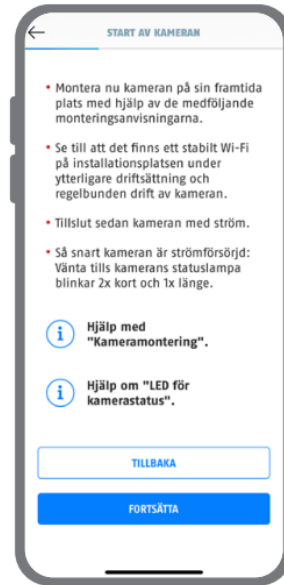 START AV KAMERAN
• Montera nu kameran på sin framtida
plats med hjälp av de medföljande
monteringsanvisningarna.
• Se till att det finns ett stabilt Wi-Fi
på installationsplatsen under
ytterligare driftsättning och
regelbunden drift av kameran.
• Tillslut sedan kameran med ström.
• Så snart kameran är strömförsörjd:
Vänta tills kamerans statuslampa
blinkar 2x kort och 1x länge.
Hjälp med
"Kameramontering".
Hjälp om "LED för
kamerastatus".
TILLBAKA
FORTSÄTTA